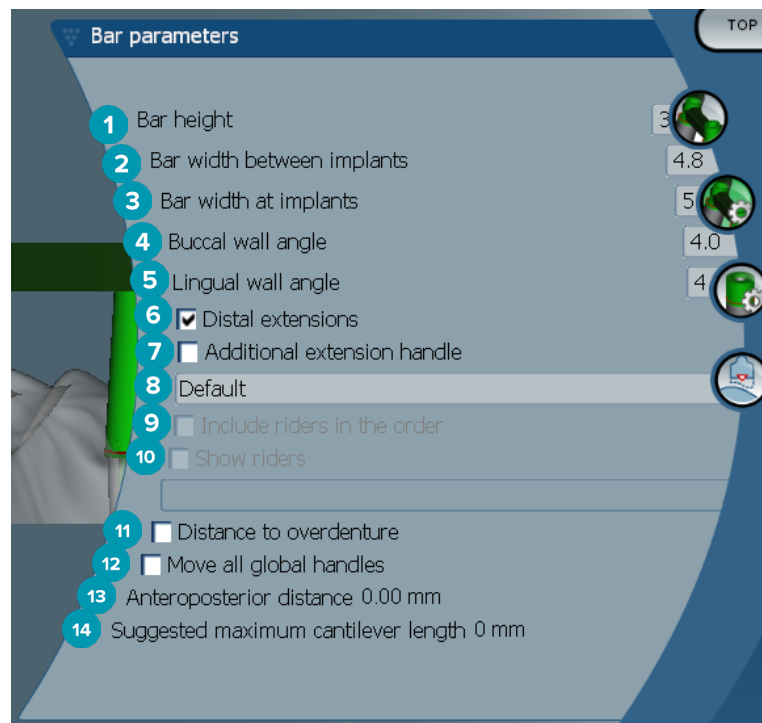 TOP
Bar parameters
1 Bar height 3
2 Bar width between implants 4.8
3 Bar width at implants 5
4 Buccal wall angle 4.0
5 Lingual wall angle 4
6 Distal extensions
7 Additional extension handle
8 Default
9 Include riders in the order
10 Show riders
11 Distance to overdenture
12 Move all global handles
13 Anteroposterior distance 0.00 mm
14 Suggested maximum cantilever length 0 mm